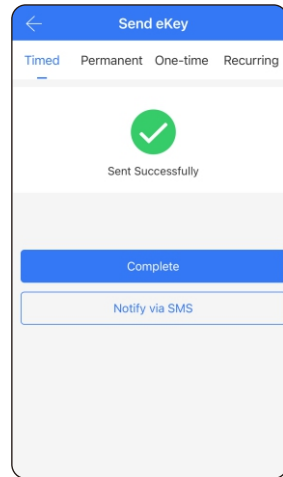 Send eKey
Timed Permanent One-time Recurring
Sent Successfully
Complete
Notify via SMS